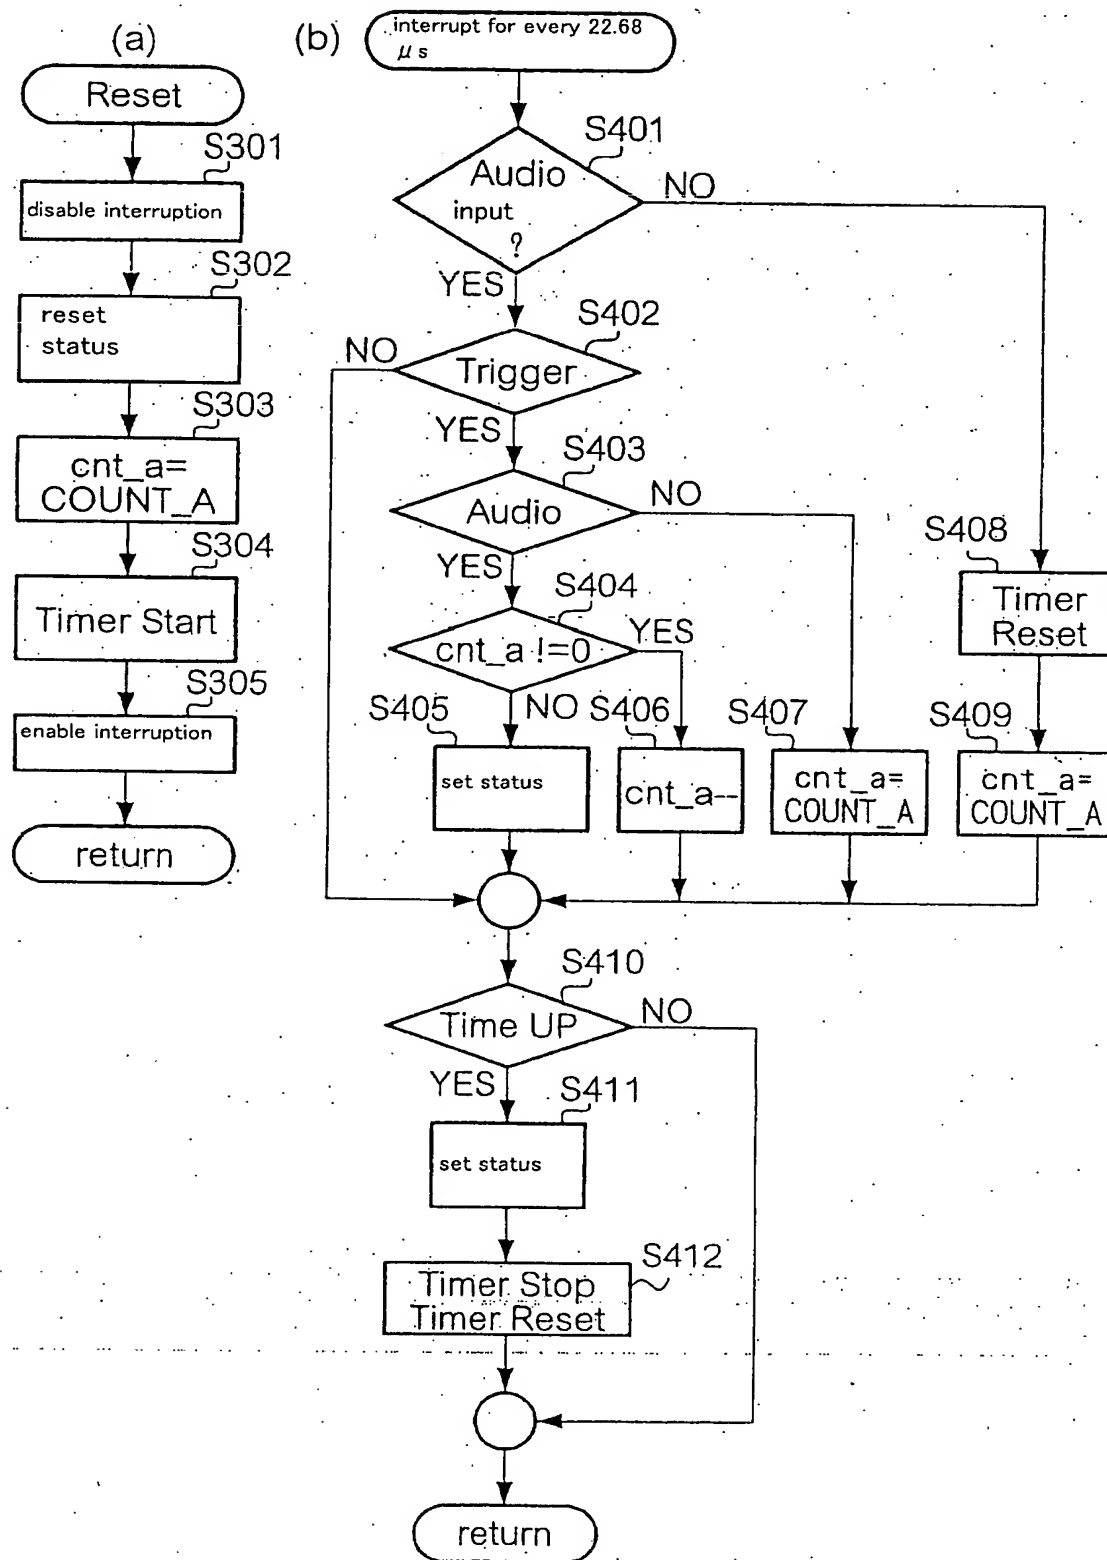 (a)
Reset
S301
disable interruption
S302
reset
status
S303
cnt_a=
COUNT_A
S304
Timer Start
S305
enable interruption
return
(b)
interrupt for every 22.68
μs
S401
Audio
input
?
NO
YES
S402
Trigger
NO
YES
S403
Audio
NO
YES
S404
cnt_a !=0
YES
NO
S405
set status
S406
cnt_a--
S407
cnt_a=
COUNT_A
S408
Timer
Reset
S409
cnt_a=
COUNT_A
S410
Time UP
NO
YES
S411
set status
S412
Timer Stop
Timer Reset
return